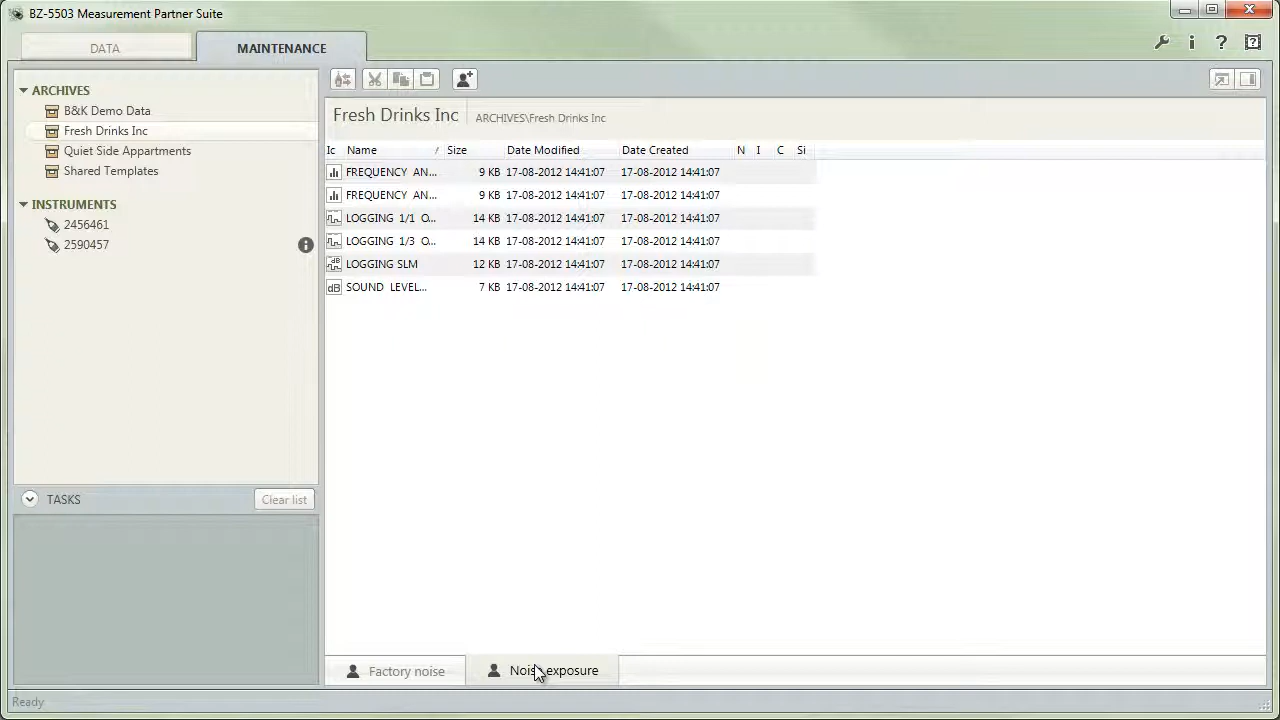 BZ-5503 Measurement Partner Suite
DATA
MAINTENANCE
ARCHIVES
B&K Demo Data
Fresh Drinks Inc
Quiet Side Appartments
Shared Templates
INSTRUMENTS
2456461
2590457
TASKS
Clear list
Fresh Drinks Inc ARCHIVES\Fresh Drinks Inc
Ic Name / Size Date Modified Date Created N I C Si
FREQUENCY AN... 9 KB 17-08-2012 14:41:07 17-08-2012 14:41:07
FREQUENCY AN... 9 KB 17-08-2012 14:41:07 17-08-2012 14:41:07
LOGGING 1/1 O... 14 KB 17-08-2012 14:41:07 17-08-2012 14:41:07
LOGGING 1/3 O... 14 KB 17-08-2012 14:41:07 17-08-2012 14:41:07
dB LOGGING SLM 12 KB 17-08-2012 14:41:07 17-08-2012 14:41:07
dB SOUND LEVEL... 7 KB 17-08-2012 14:41:07 17-08-2012 14:41:07
Factory noise
Noise exposure
Ready